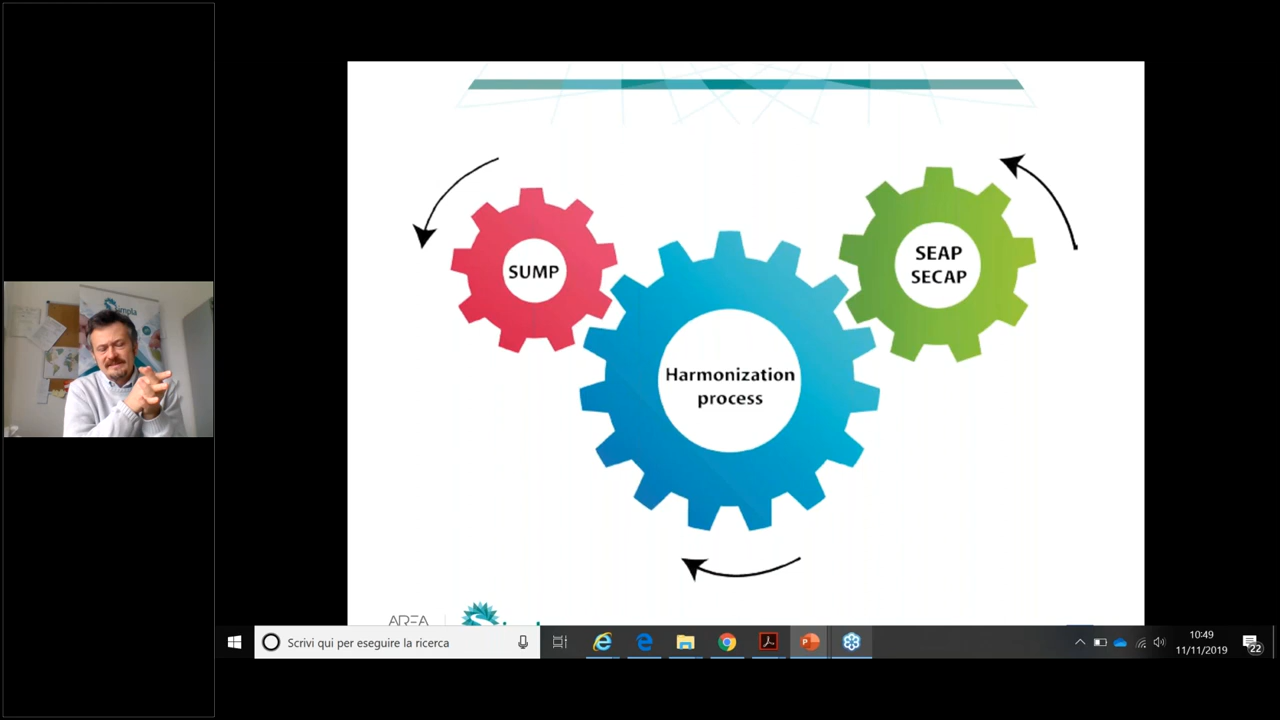 SUMP
SEAP
SECAP
Harmonization
process
AREA
Scrivi qui per eseguire la ricerca
10:49
11/11/2019
22